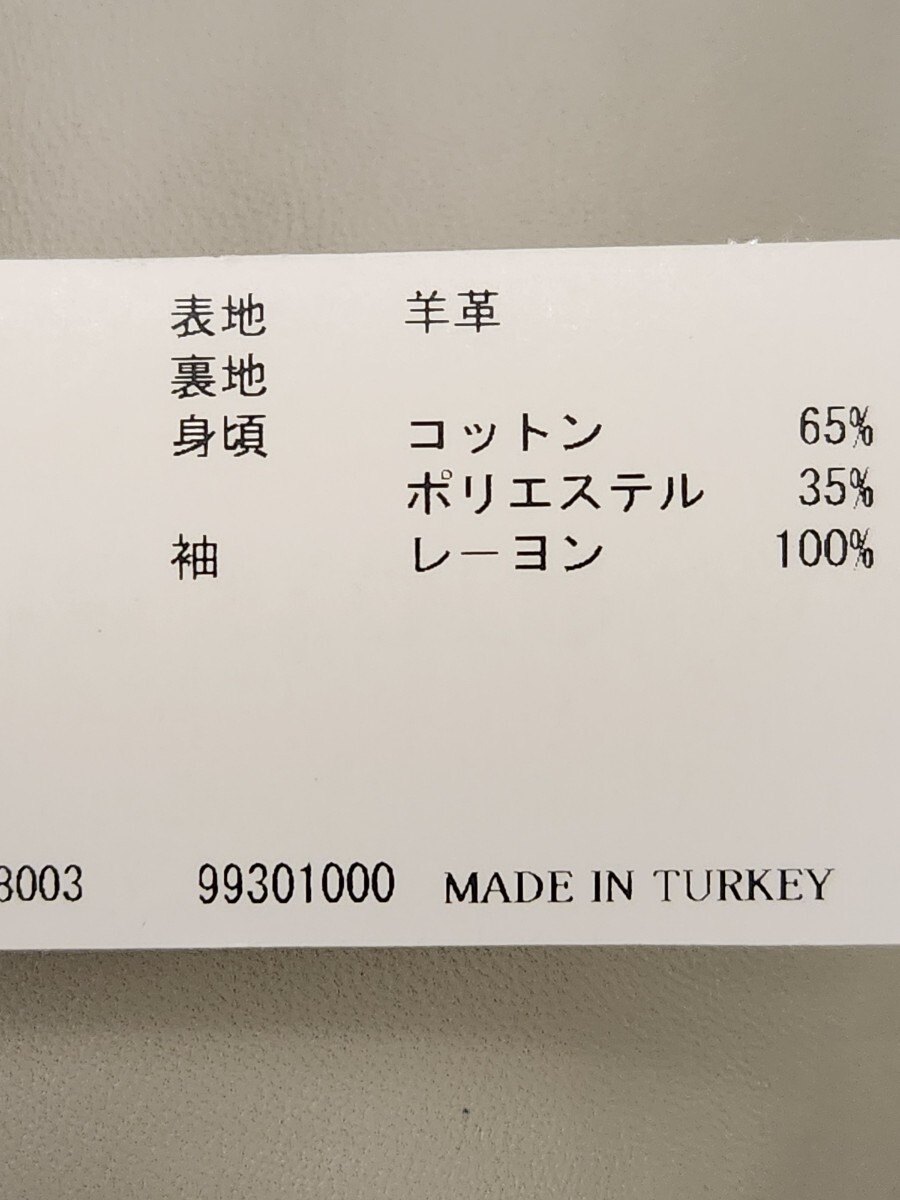 表地 羊革
裏地
身頃 コットン 65%
ポリエステル 35%
袖 レーヨン 100%
8003 99301000 MADE IN TURKEY